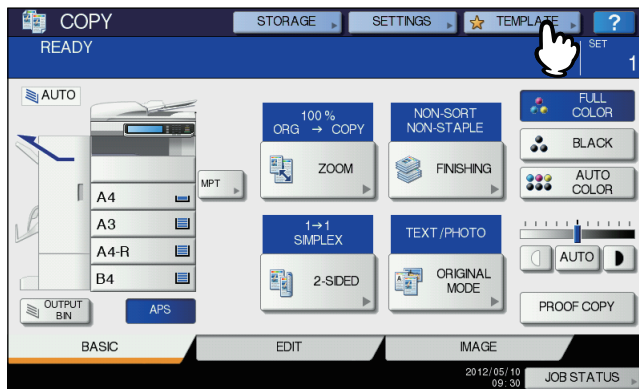 COPY
STORAGE
SETTINGS
TEMPLATE
?
READY
SET
1
AUTO
A4
A3
A4-R
B4
MPT
OUTPUT
BIN
APS
100 %
ORG → COPY
ZOOM
NON-SORT
NON-STAPLE
FINISHING
1→1
SIMPLEX
2-SIDED
TEXT/PHOTO
ORIGINAL
MODE
FULL
COLOR
BLACK
AUTO
COLOR
AUTO
PROOF COPY
BASIC
EDIT
IMAGE
2012/05/10
09:30
JOB STATUS